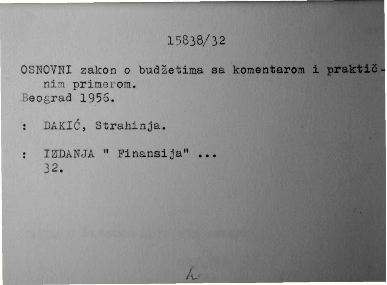 15838/32
OSNOVNI zakon o budžetima sa komentarom i praktič-
nim primerom.
Beograd 1956.
: DAKIĆ, Strahinja.
: IZDANJA " Finansija" ...
32.